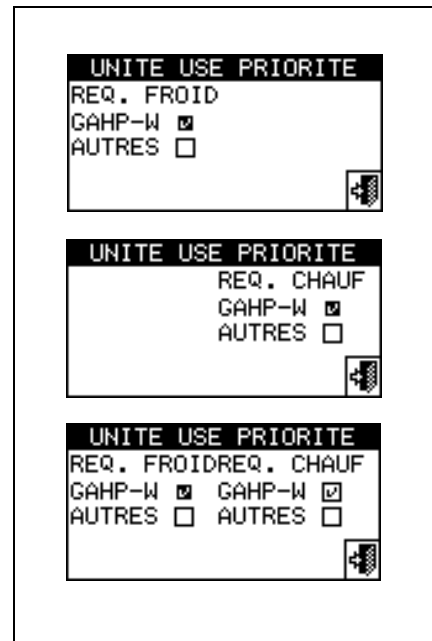 UNITE USE PRIORITE
REQ. FROID
GAHP-W
AUTRES
UNITE USE PRIORITE
REQ. CHAUF
GAHP-W
AUTRES
UNITE USE PRIORITE
REQ. FROIDREQ. CHAUF
GAHP-W GAHP-W
AUTRES AUTRES